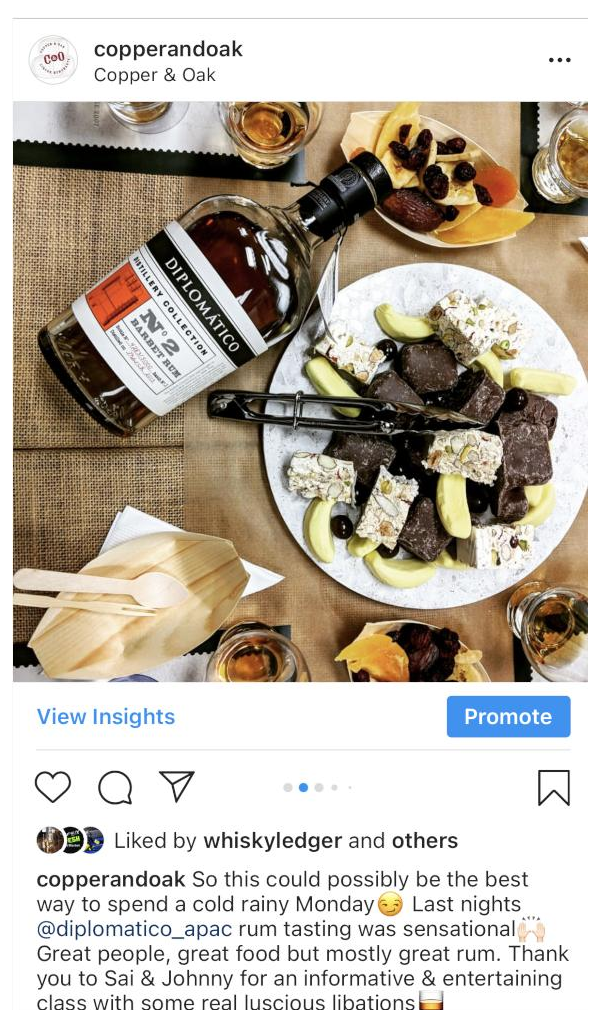 copperandoak
Copper & Oak
C&O
DIPLOMÁTICO
DISTILLERY COLLECTION
Nº 2
BARBET RUM
View Insights
Promote
Liked by whiskyledger and others
copperandoak So this could possibly be the best
way to spend a cold rainy Monday😏 Last nights
@diplomatico_apac rum tasting was sensational🙌🏻
Great people, great food but mostly great rum. Thank
you to Sai & Johnny for an informative & entertaining
class with some real luscious libations🥃